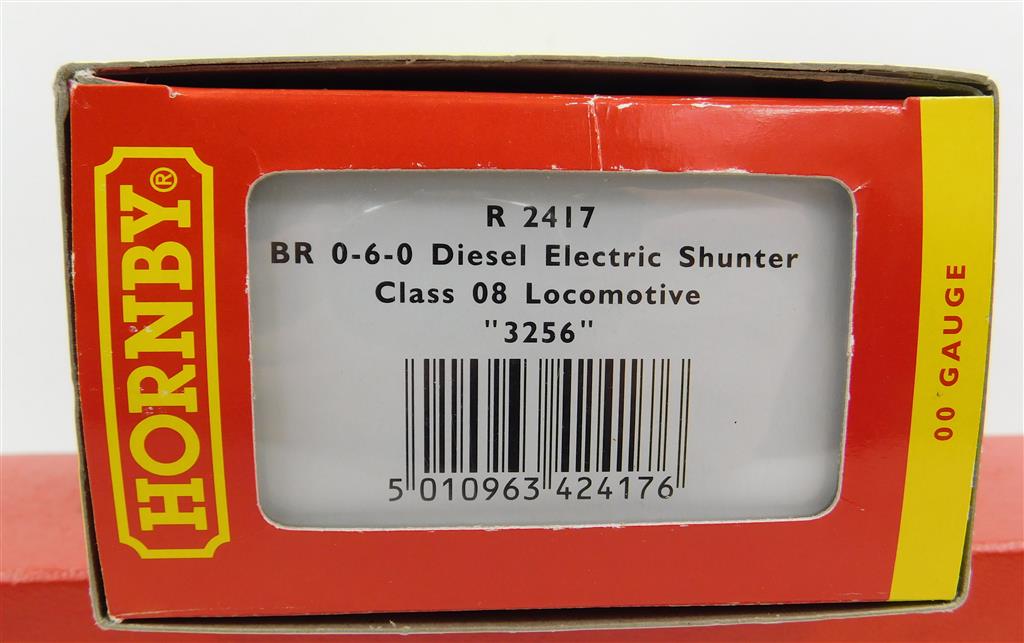 HORNBY®
R 2417
BR 0-6-0 Diesel Electric Shunter
Class 08 Locomotive
"3256"
5 010963 424176
00 GAUGE